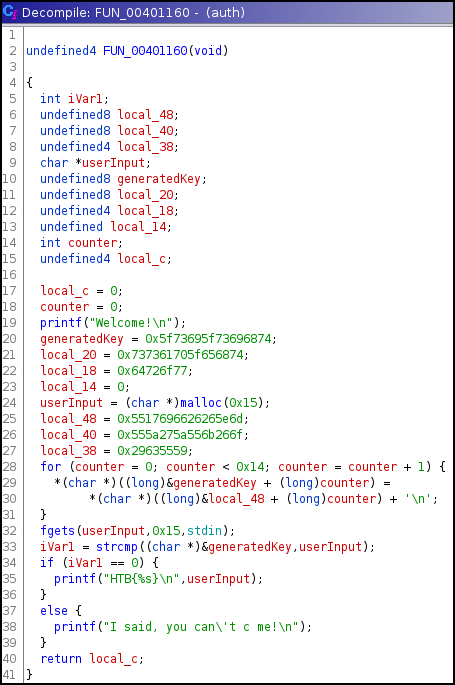 Decompile: FUN_00401160 - (auth)
1
2 undefined4 FUN_00401160(void)
3
4 {
5 int iVar1;
6 undefined8 local_48;
7 undefined8 local_40;
8 undefined4 local_38;
9 char *userInput;
10 undefined8 generatedKey;
11 undefined8 local_20;
12 undefined4 local_18;
13 undefined local_14;
14 int counter;
15 undefined4 local_c;
16
17 local_c = 0;
18 counter = 0;
19 printf("Welcome!\n");
20 generatedKey = 0x5f73695f73696874;
21 local_20 = 0x737361705f656874;
22 local_18 = 0x64726f77;
23 local_14 = 0;
24 userInput = (char *)malloc(0x15);
25 local_48 = 0x5517696626265e6d;
26 local_40 = 0x555a275a556b266f;
27 local_38 = 0x29635559;
28 for (counter = 0; counter < 0x14; counter = counter + 1) {
29 *(char *)((long)&generatedKey + (long)counter) =
30 *(char *)((long)&local_48 + (long)counter) + '\n';
31 }
32 fgets(userInput,0x15,stdin);
33 iVar1 = strcmp((char *)&generatedKey,userInput);
34 if (iVar1 == 0) {
35 printf("HTB{%s}\n",userInput);
36 }
37 else {
38 printf("I said, you can\'t c me!\n");
39 }
40 return local_c;
41 }